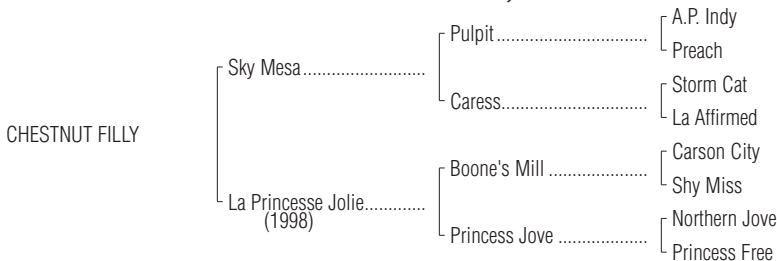 A.P. Indy
Pulpit..................................
Preach
Sky Mesa.........................
Storm Cat
Caress.................................
La Affirmed
CHESTNUT FILLY
Carson City
Boone's Mill ......................
Shy Miss
La Princesse Jolie.............
(1998)
Northern Jove
Princess Jove ....................
Princess Free